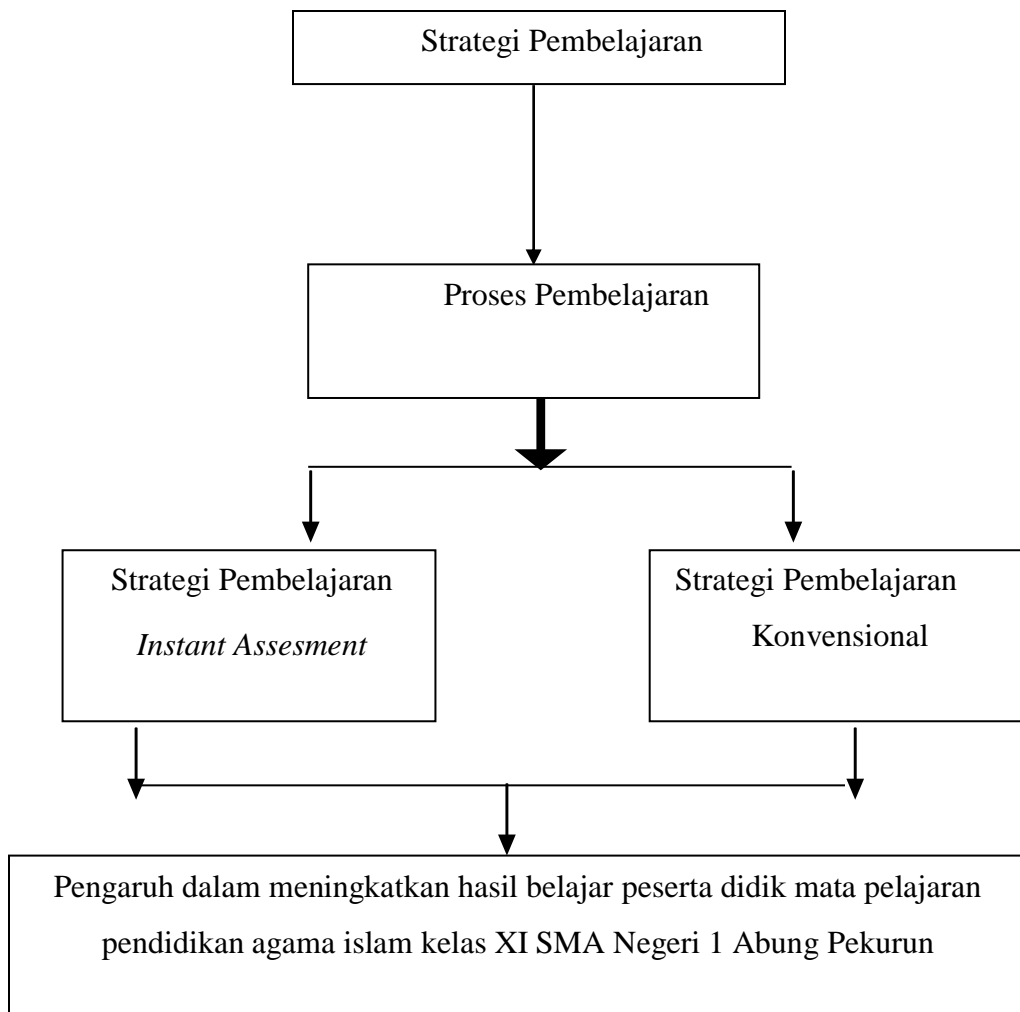 Strategi Pembelajaran
Proses Pembelajaran
Strategi Pembelajaran
Instant Assesment
Strategi Pembelajaran
Konvensional
Pengaruh dalam meningkatkan hasil belajar peserta didik mata pelajaran
pendidikan agama islam kelas XI SMA Negeri 1 Abung Pekurun